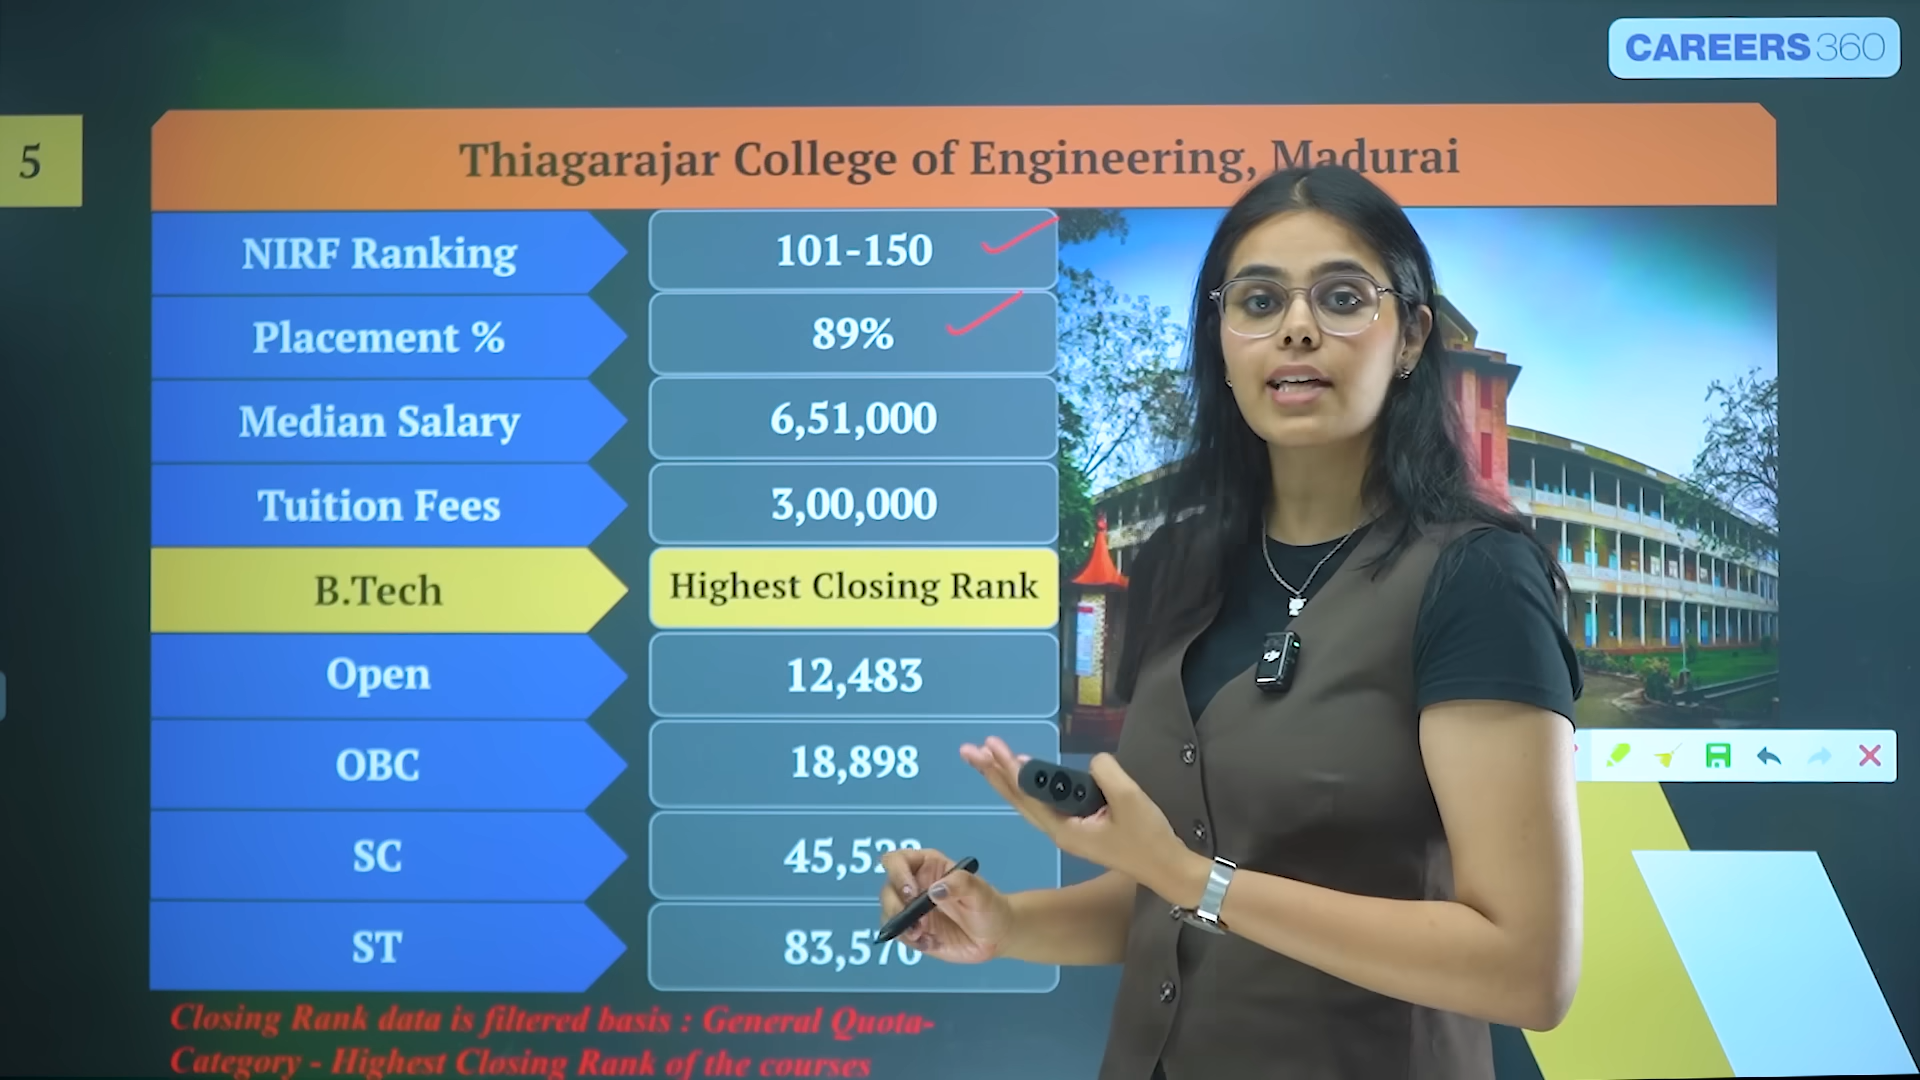 CAREERS360
5
Thiagarajar College of Engineering, Madurai
NIRF Ranking
101-150
Placement %
89%
Median Salary
6,51,000
Tuition Fees
3,00,000
B.Tech
Highest Closing Rank
Open
12,483
OBC
18,898
SC
ST
Closing Rank data is filtered basis : General Quota-
Category - Highest Closing Rank of the courses